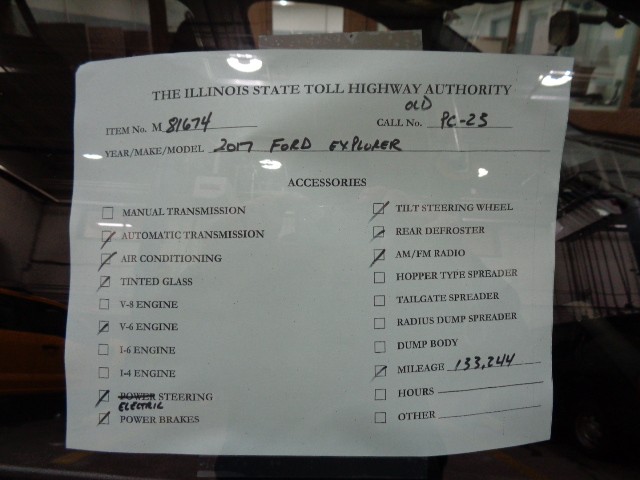 THE ILLINOIS STATE TOLL HIGHWAY AUTHORITY
OLD
ITEM No. M 81674 CALL No. PC-23
YEAR/MAKE/MODEL 2017 FORD EXPLORER
ACCESSORIES
MANUAL TRANSMISSION
AUTOMATIC TRANSMISSION
AIR CONDITIONING
TINTED GLASS
V-8 ENGINE
V-6 ENGINE
I-6 ENGINE
I-4 ENGINE
POWER STEERING
ELECTRIC
POWER BRAKES
TILT STEERING WHEEL
REAR DEFROSTER
AM/FM RADIO
HOPPER TYPE SPREADER
TAILGATE SPREADER
RADIUS DUMP SPREADER
DUMP BODY
MILEAGE 133,244
HOURS
OTHER